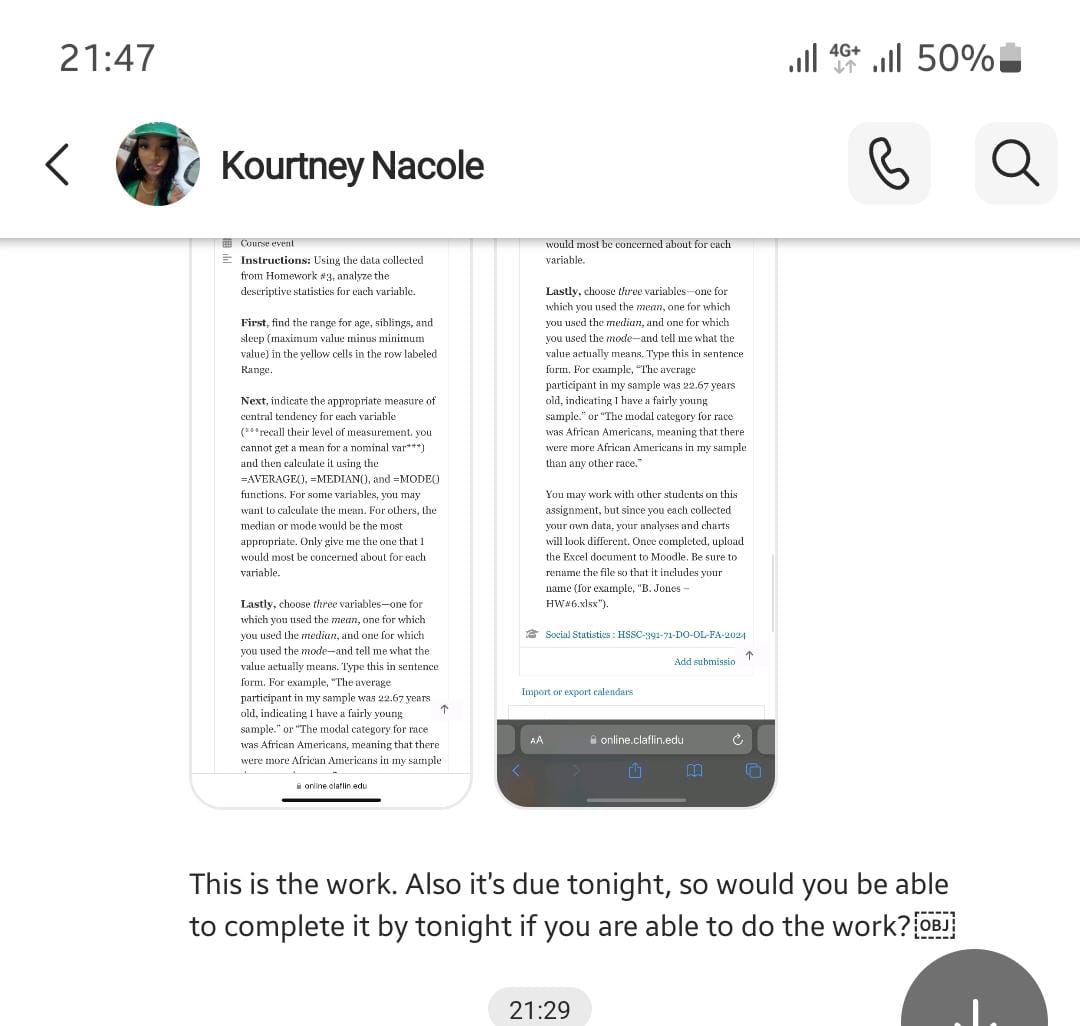 21:47
4G+
50%
Kourtney Nacole
Course event
Instructions: Using the data collected
from Homework #3, analyze the
descriptive statistics for each variable.
First, find the range for age, siblings, and
sleep (maximum value minus minimum
value) in the yellow cells in the row labeled
Range.
Next, indicate the appropriate measure of
central tendency for each variable
(***recall their level of measurement, you
cannot get a mean for a nominal var***)
and then calculate it using the
=AVERAGE(), =MEDIAN(), and =MODE()
functions. For some variables, you may
want to calculate the mean. For others, the
median or mode would be the most
appropriate. Only give me the one that I
would most be concerned about for each
variable.
Lastly, choose three variables—one for
which you used the mean, one for which
you used the median, and one for which
you used the mode—and tell me what the
value actually means. Type this in sentence
form. For example, "The average
participant in my sample was 22.67 years
old, indicating I have a fairly young
sample." or "The modal category for race
was African Americans, meaning that there
were more African Americans in my sample
online.claflin.edu
would most be concerned about for each
variable.
Lastly, choose three variables—one for
which you used the mean, one for which
you used the median, and one for which
you used the mode—and tell me what the
value actually means. Type this in sentence
form. For example, "The average
participant in my sample was 22.67 years
old, indicating I have a fairly young
sample." or "The modal category for race
was African Americans, meaning that there
were more African Americans in my sample
than any other race."
You may work with other students on this
assignment, but since you each collected
your own data, your analyses and charts
will look different. Once completed, upload
the Excel document to Moodle. Be sure to
rename the file so that it includes your
name (for example, "B. Jones –
HW#6.xlsx").
Social Statistics : HSSC-391-71-DO-OL-FA-2024
Add submissio
Import or export calendars
AA
online.claflin.edu
This is the work. Also it's due tonight, so would you be able
to complete it by tonight if you are able to do the work?OBJ
21:29